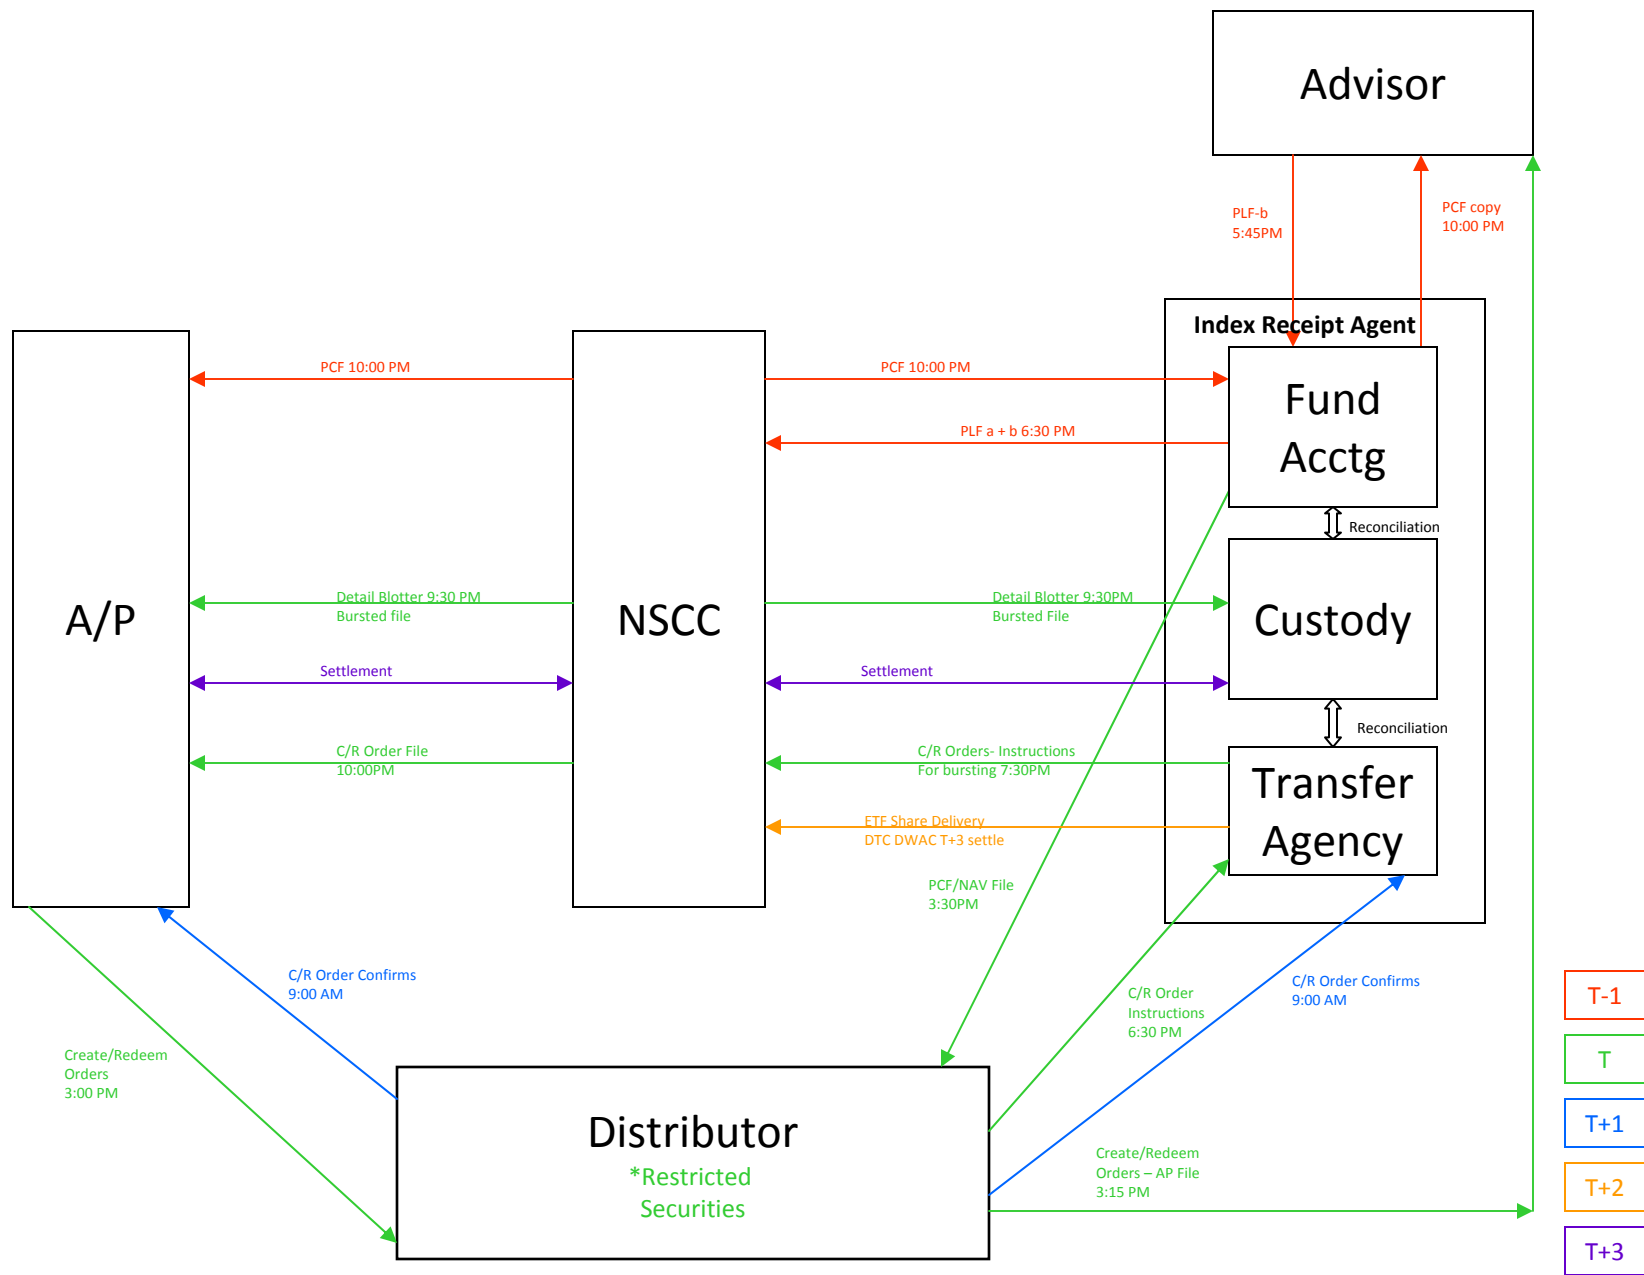 Advisor
PLF-b
5:45PM
PCF copy
10:00 PM
Index Receipt Agent
PCF 10:00 PM
PCF 10:00 PM
Fund
Acctg
PLF a + b 6:30 PM
Reconciliation
A/P
NSCC
Detail Blotter 9:30 PM
Bursted file
Detail Blotter 9:30PM
Bursted File
Custody
Settlement
Settlement
Reconciliation
C/R Order File
10:00PM
C/R Orders- Instructions
For bursting 7:30PM
Transfer
Agency
ETF Share Delivery
DTC DWAC T+3 settle
PCF/NAV File
3:30PM
C/R Order Confirms
9:00 AM
C/R Order
Instructions
6:30 PM
C/R Order Confirms
9:00 AM
Create/Redeem
Orders
3:00 PM
Distributor
*Restricted
Securities
Create/Redeem
Orders – AP File
3:15 PM
T-1
T
T+1
T+2
T+3